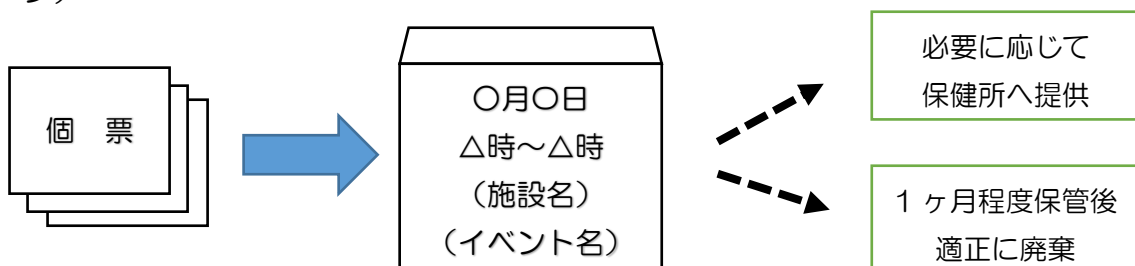 個　票
〇月〇日
△時～△時
（施設名）
（イベント名）
必要に応じて
保健所へ提供
１ヶ月程度保管後
適正に廃棄